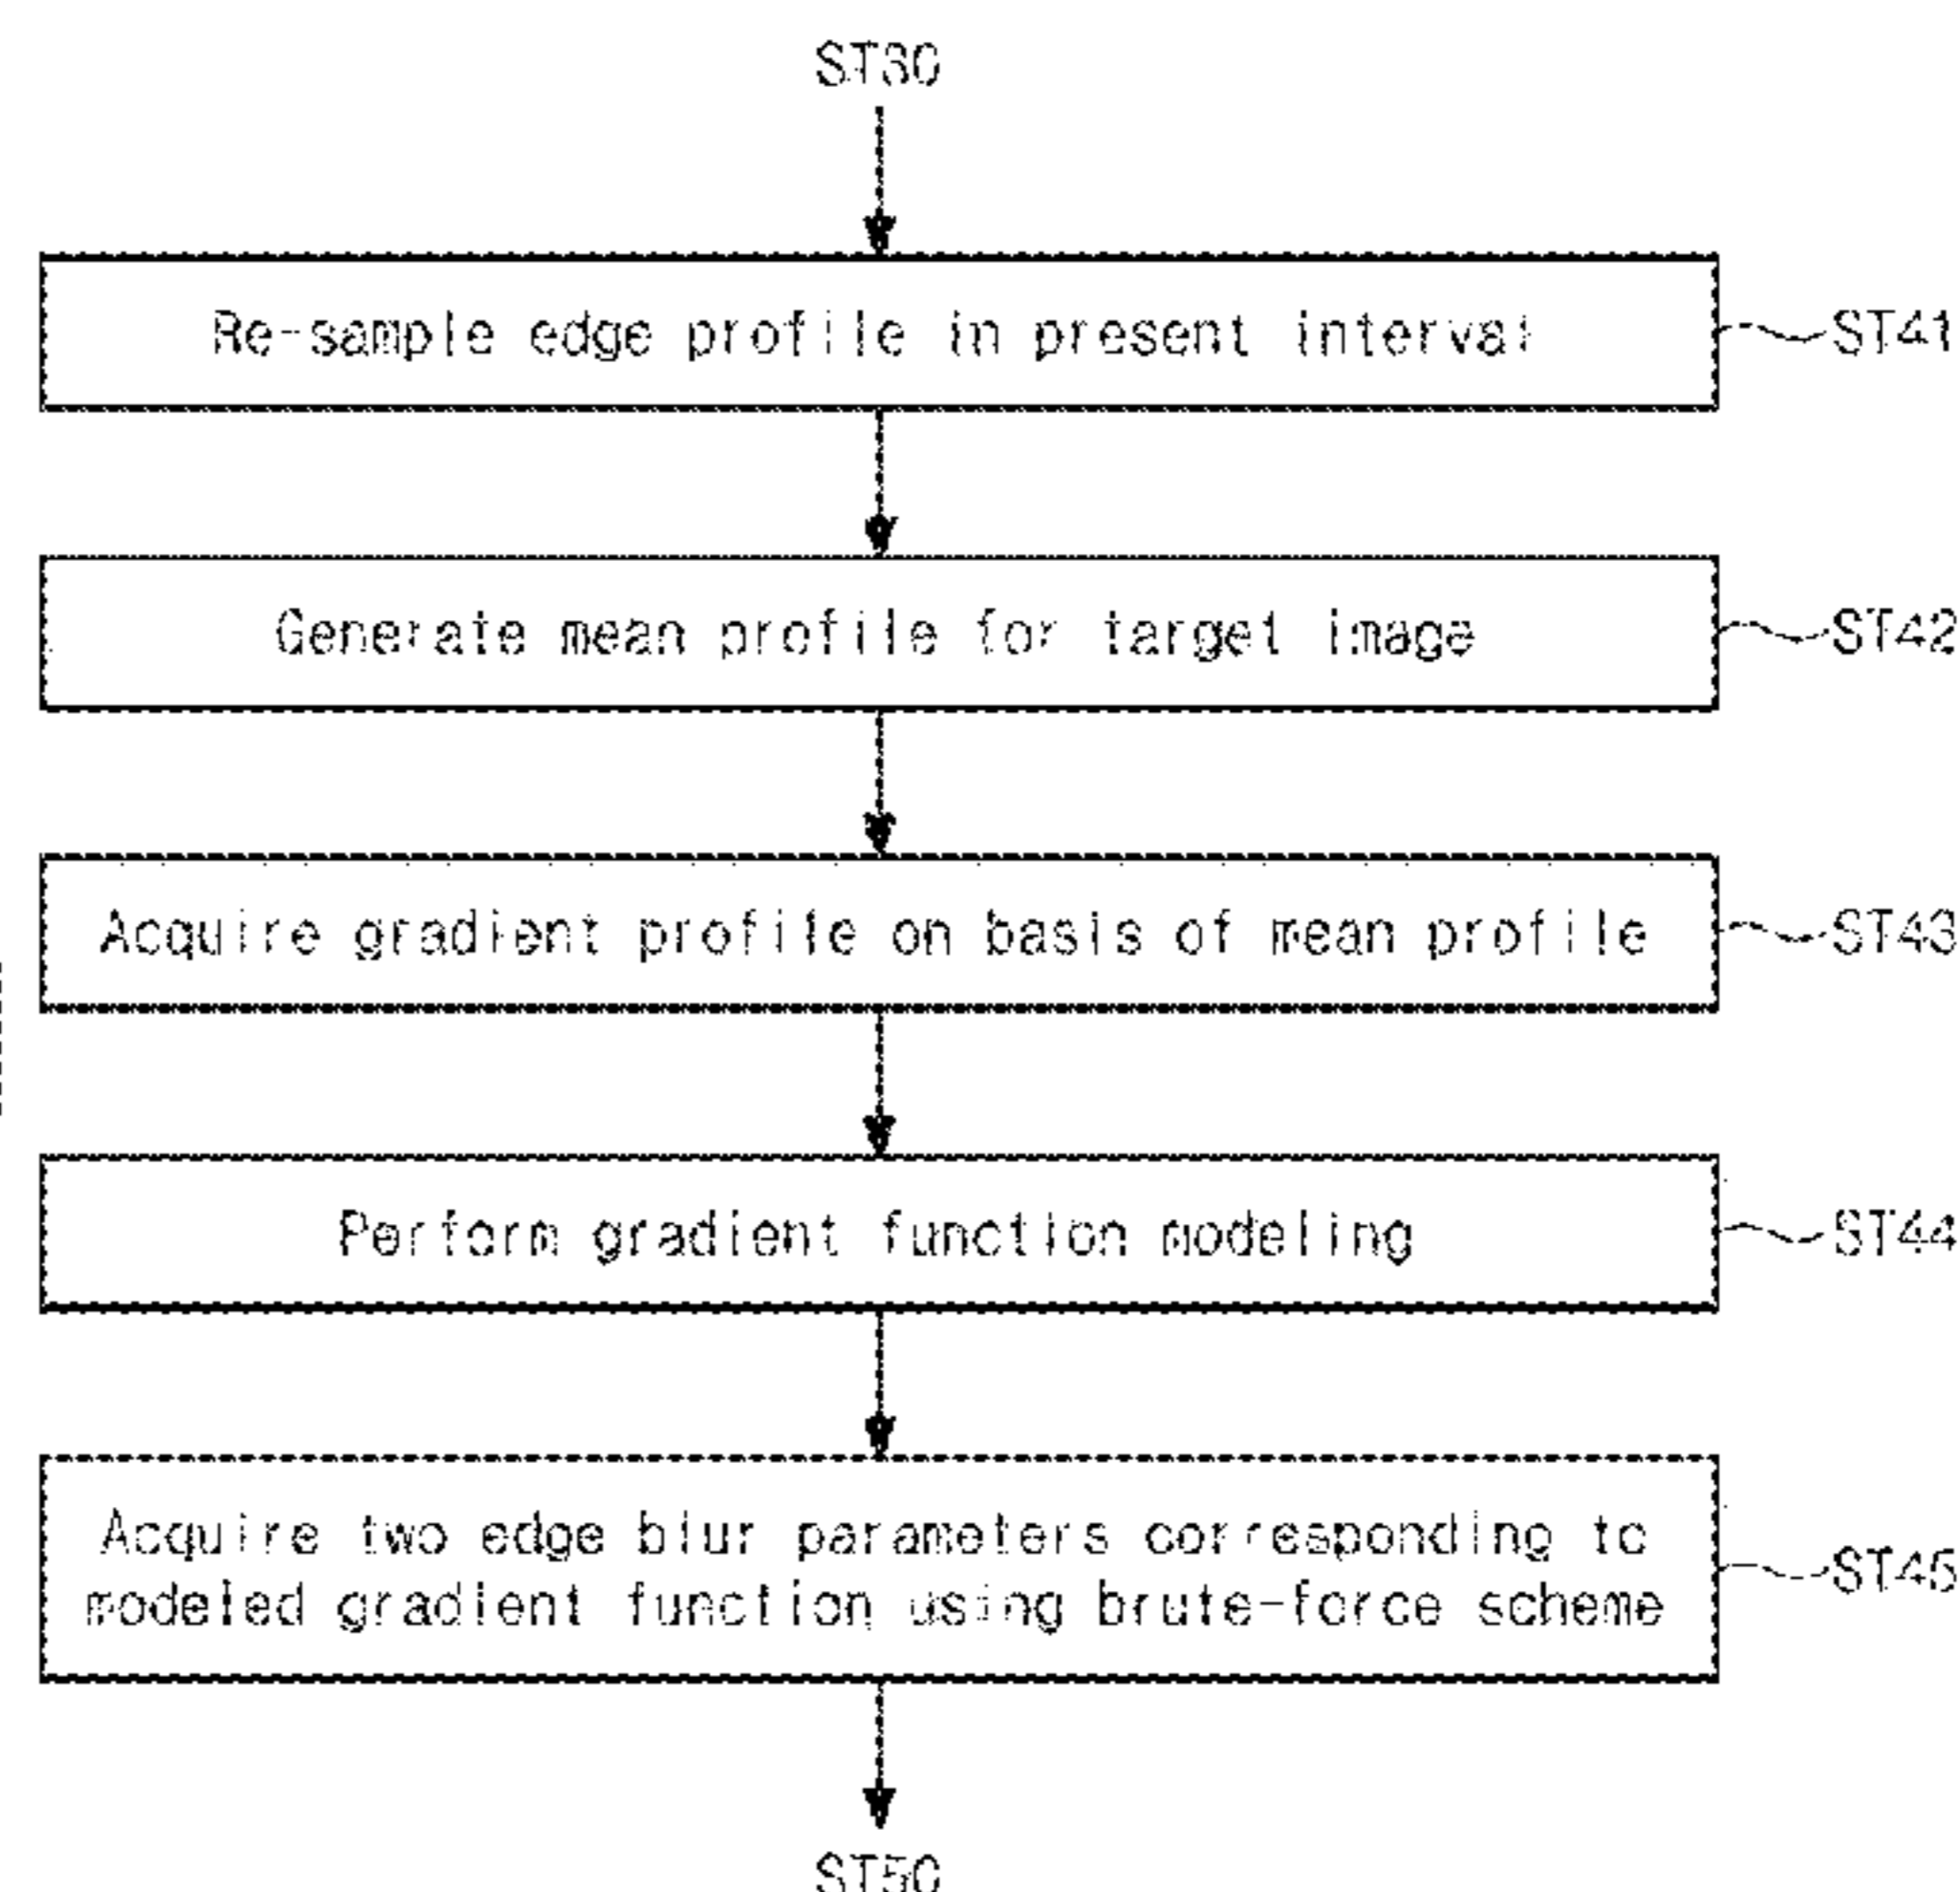 ST30
Re-sample edge profile in present interval
ST41
Generate mean profile for target image
ST42
Acquire gradient profile on basis of mean profile
ST43
Perform gradient function modeling
ST44
Acquire two edge blur parameters corresponding to
modeled gradient function using brute-force scheme
ST45
ST50